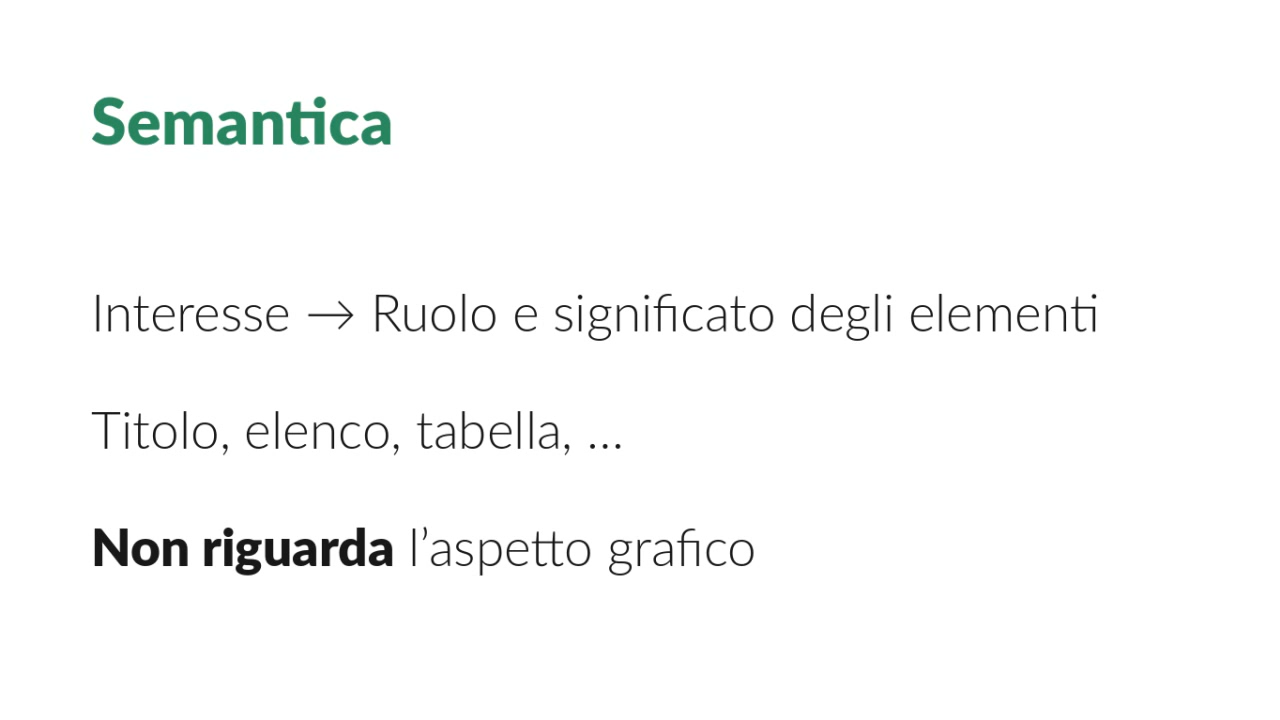 Semantica
Interesse → Ruolo e significato degli elementi
Titolo, elenco, tabella, …
Non riguarda l’aspetto grafico